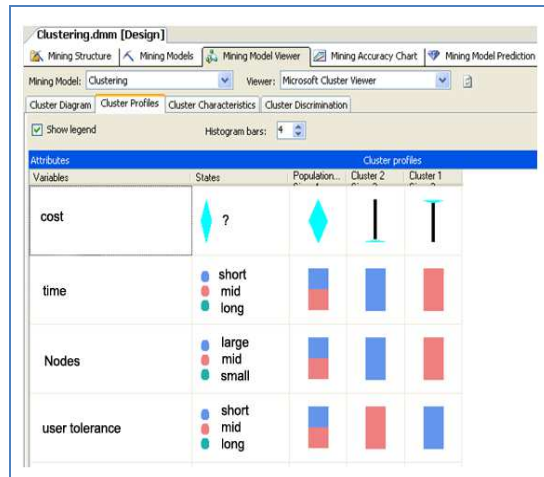 Clustering.dmm [Design]
Mining Structure Mining Models Mining Model Viewer Mining Accuracy Chart Mining Model Prediction
Mining Model: Clustering Viewer: Microsoft Cluster Viewer
Cluster Diagram Cluster Profiles Cluster Characteristics Cluster Discrimination
Show legend Histogram bars: 4
Attributes Cluster profiles
Variables States Population... Cluster 2 Cluster 1
cost ?
short
time mid
long
large
Nodes mid
small
short
user tolerance mid
long